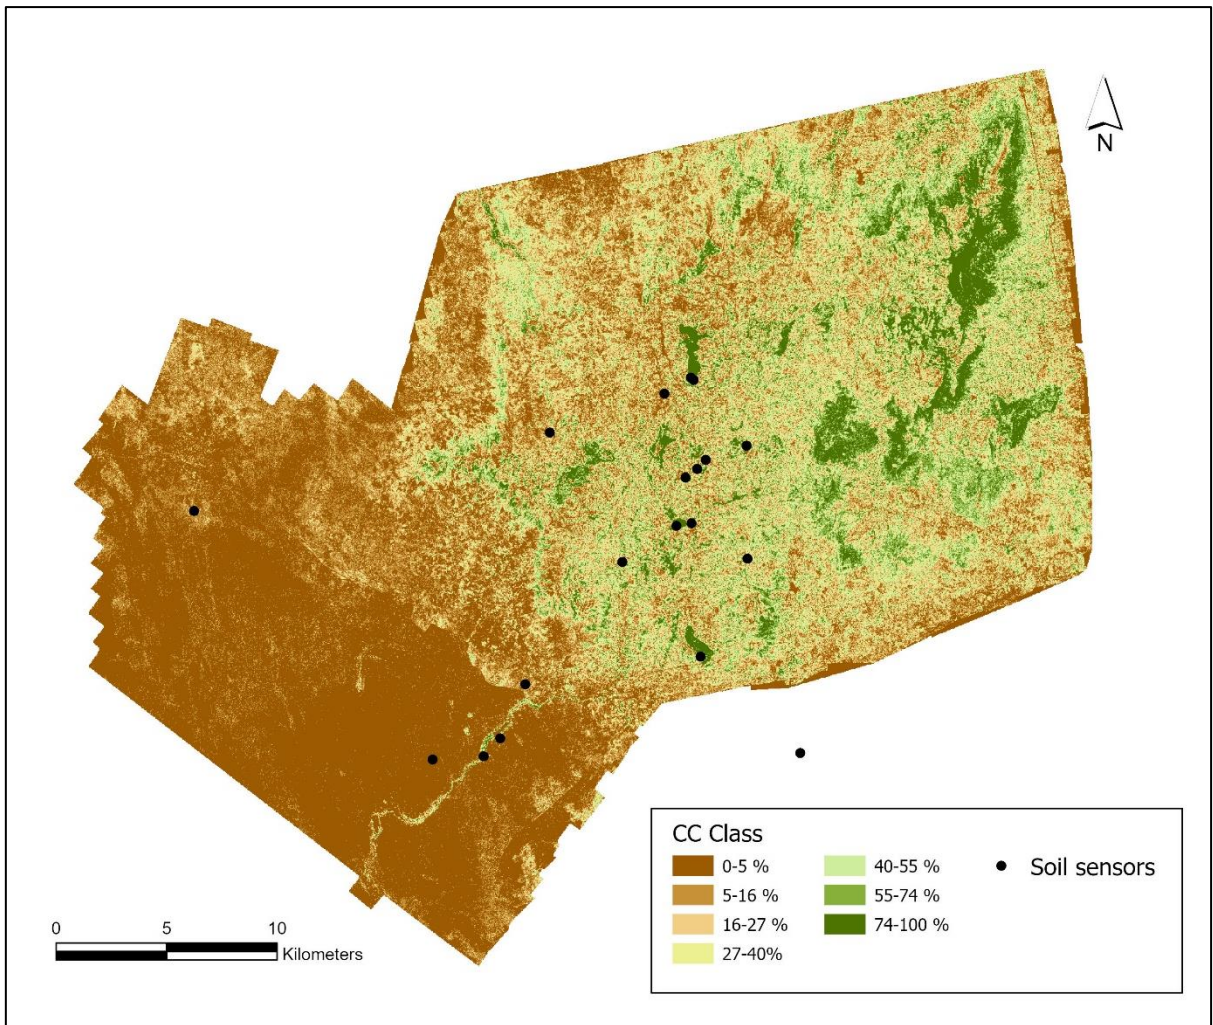 N
CC Class
0-5 %
5-16 %
16-27 %
27-40%
40-55 %
55-74 %
74-100 %
Soil sensors
0 5 10
Kilometers